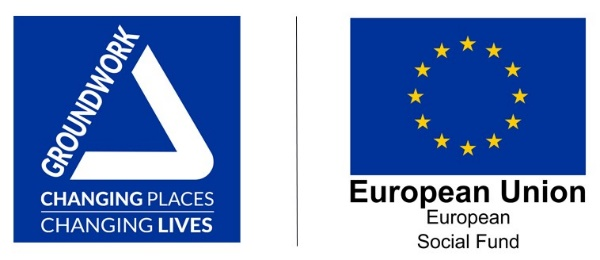 GROUNDWORK
CHANGING PLACES
CHANGING LIVES
European Union
European
Social Fund